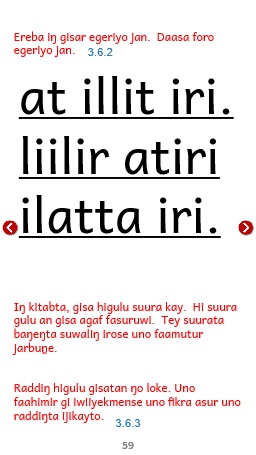 Ereba iŋ gisar egeriyo jan. Daasa foro
egeriyo jan. 3.6.2
at illit iri.
liilir atiri
ilatta iri.
Iŋ kitabta, gisa higulu suura kay. Hi suura
gulu an gisa agaf fasuruwi. Tey suurata
baŋeŋta suwaliŋ irose uno faamutur
jarbuŋe.
Raddiŋ higulu gisatan ŋo loke. Uno
faahimir gi iwiiyekmense uno fikra asur uno
raddiŋta ijikayto. 3.6.3
59